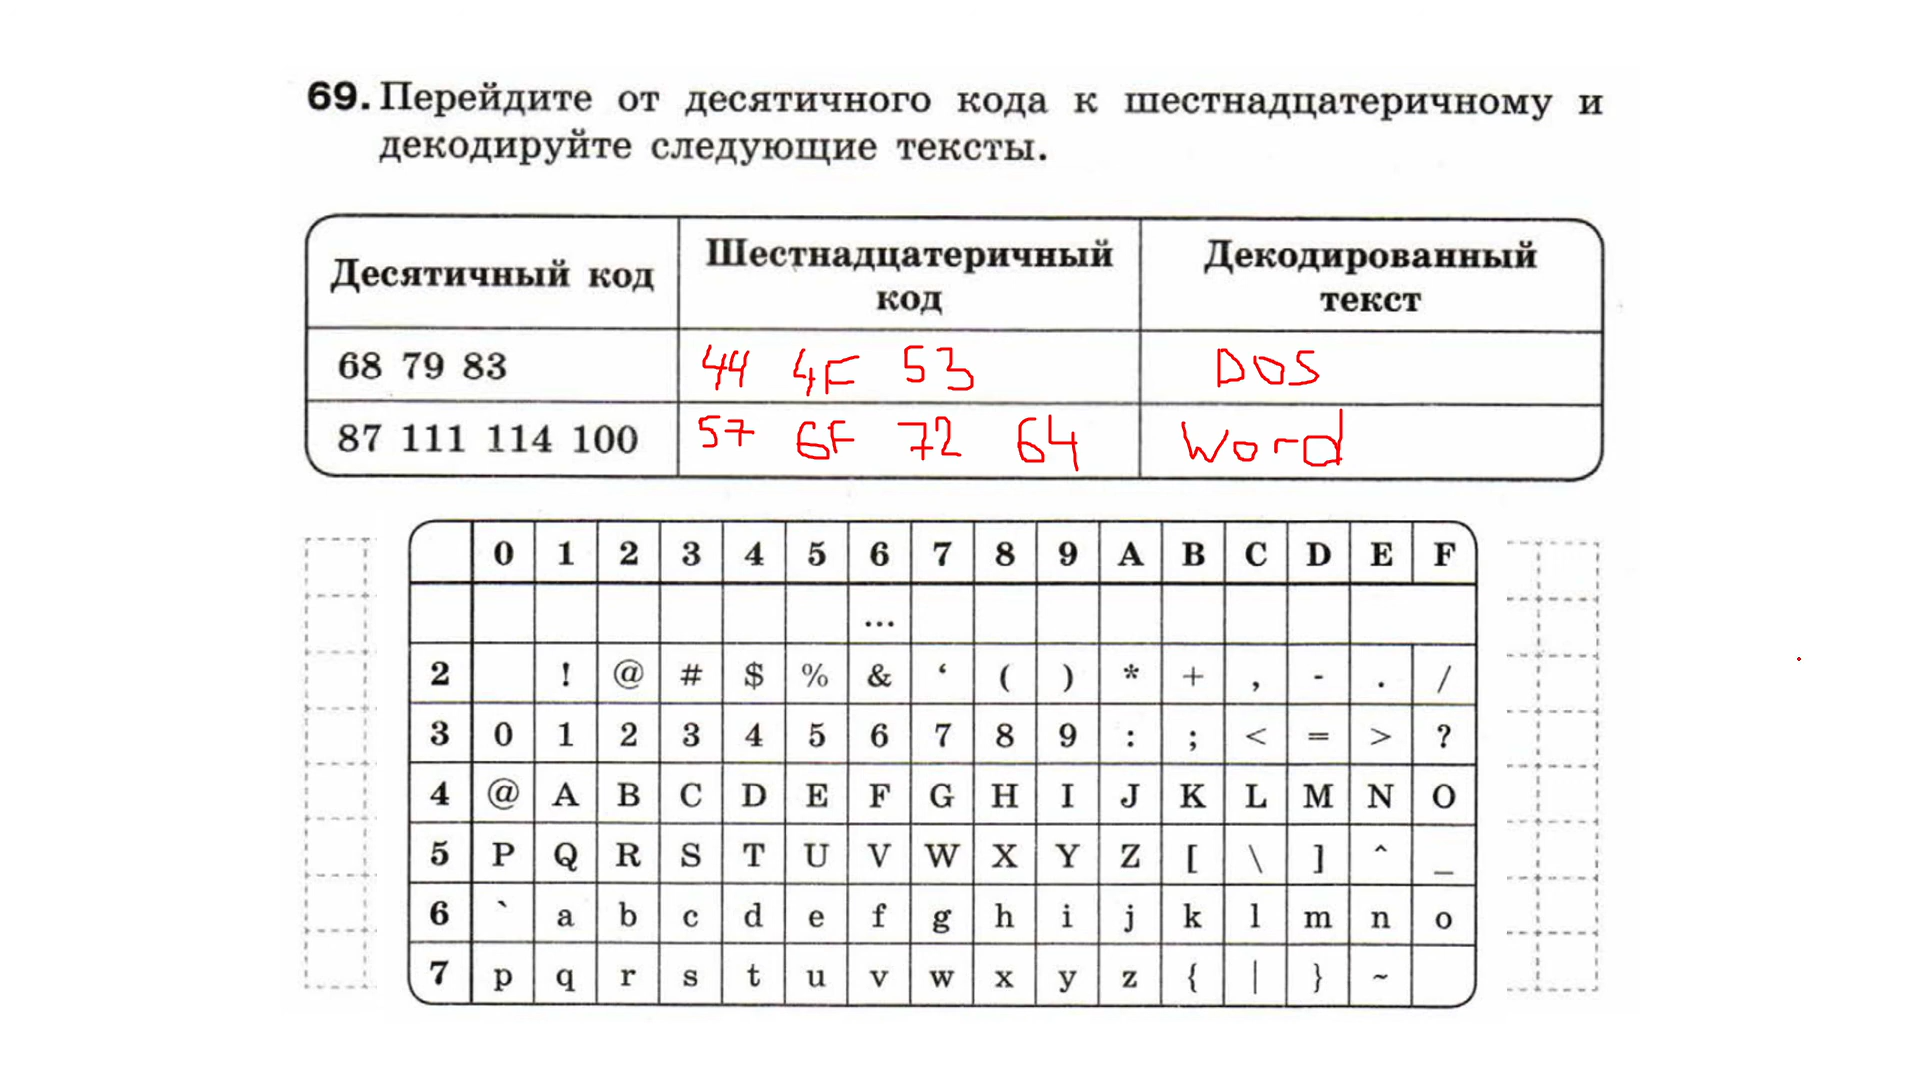 69. Перейдите от десятичного кода к шестнадцатеричному и
декодируйте следующие тексты.
Десятичный код Шестнадцатеричный код Декодированный текст
68 79 83 44 4F 53 DOS
87 111 114 100 57 6F 72 64 Word
0 1 2 3 4 5 6 7 8 9 A B C D E F
...
2 ! @ # $ % & ‘ ( ) * + , - . /
3 0 1 2 3 4 5 6 7 8 9 : ; < = > ?
4 @ A B C D E F G H I J K L M N O
5 P Q R S T U V W X Y Z [ \ ] ^ _
6 ` a b c d e f g h i j k l m n o
7 p q r s t u v w x y z { | } ~